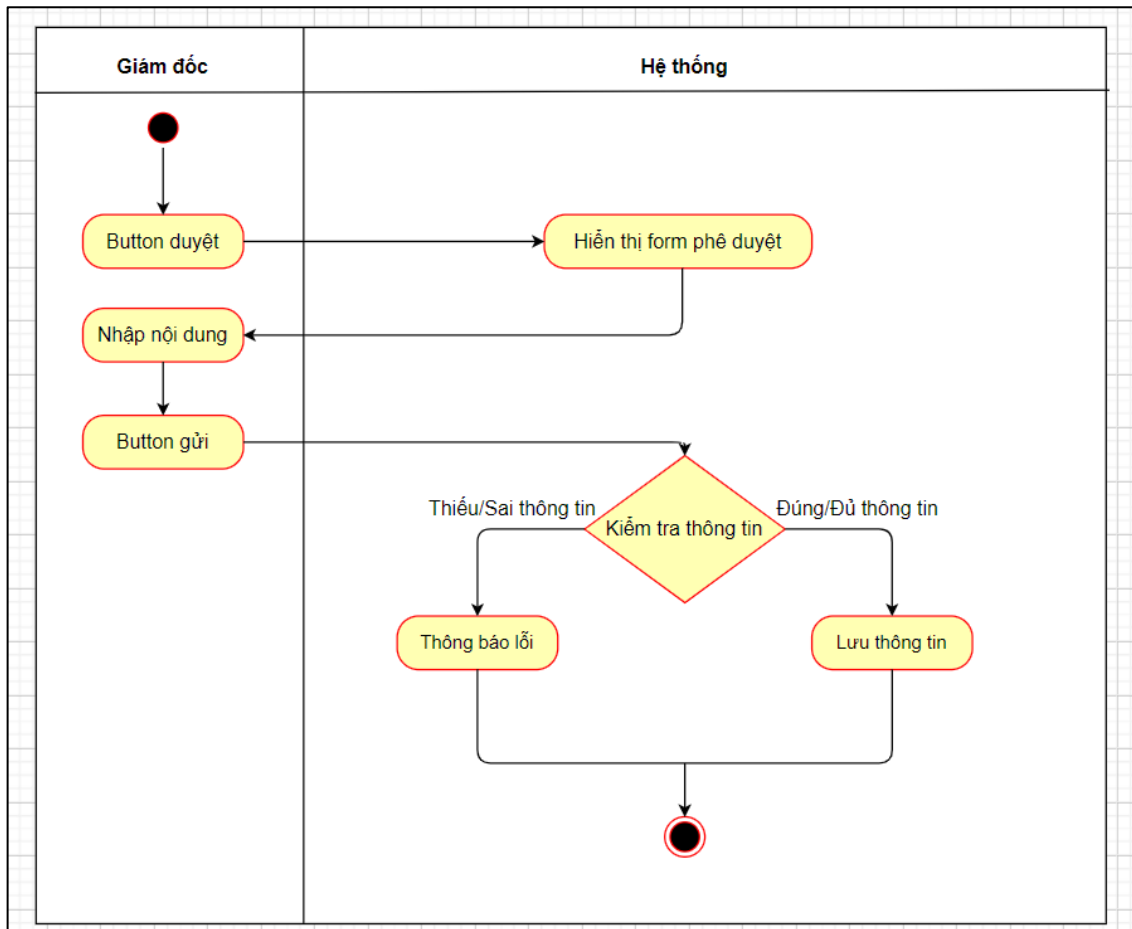 Giám đốc
Hệ thống
Button duyệt
Hiển thị form phê duyệt
Nhập nội dung
Button gửi
Thiếu/Sai thông tin
Kiểm tra thông tin
Đúng/Đủ thông tin
Thông báo lỗi
Lưu thông tin